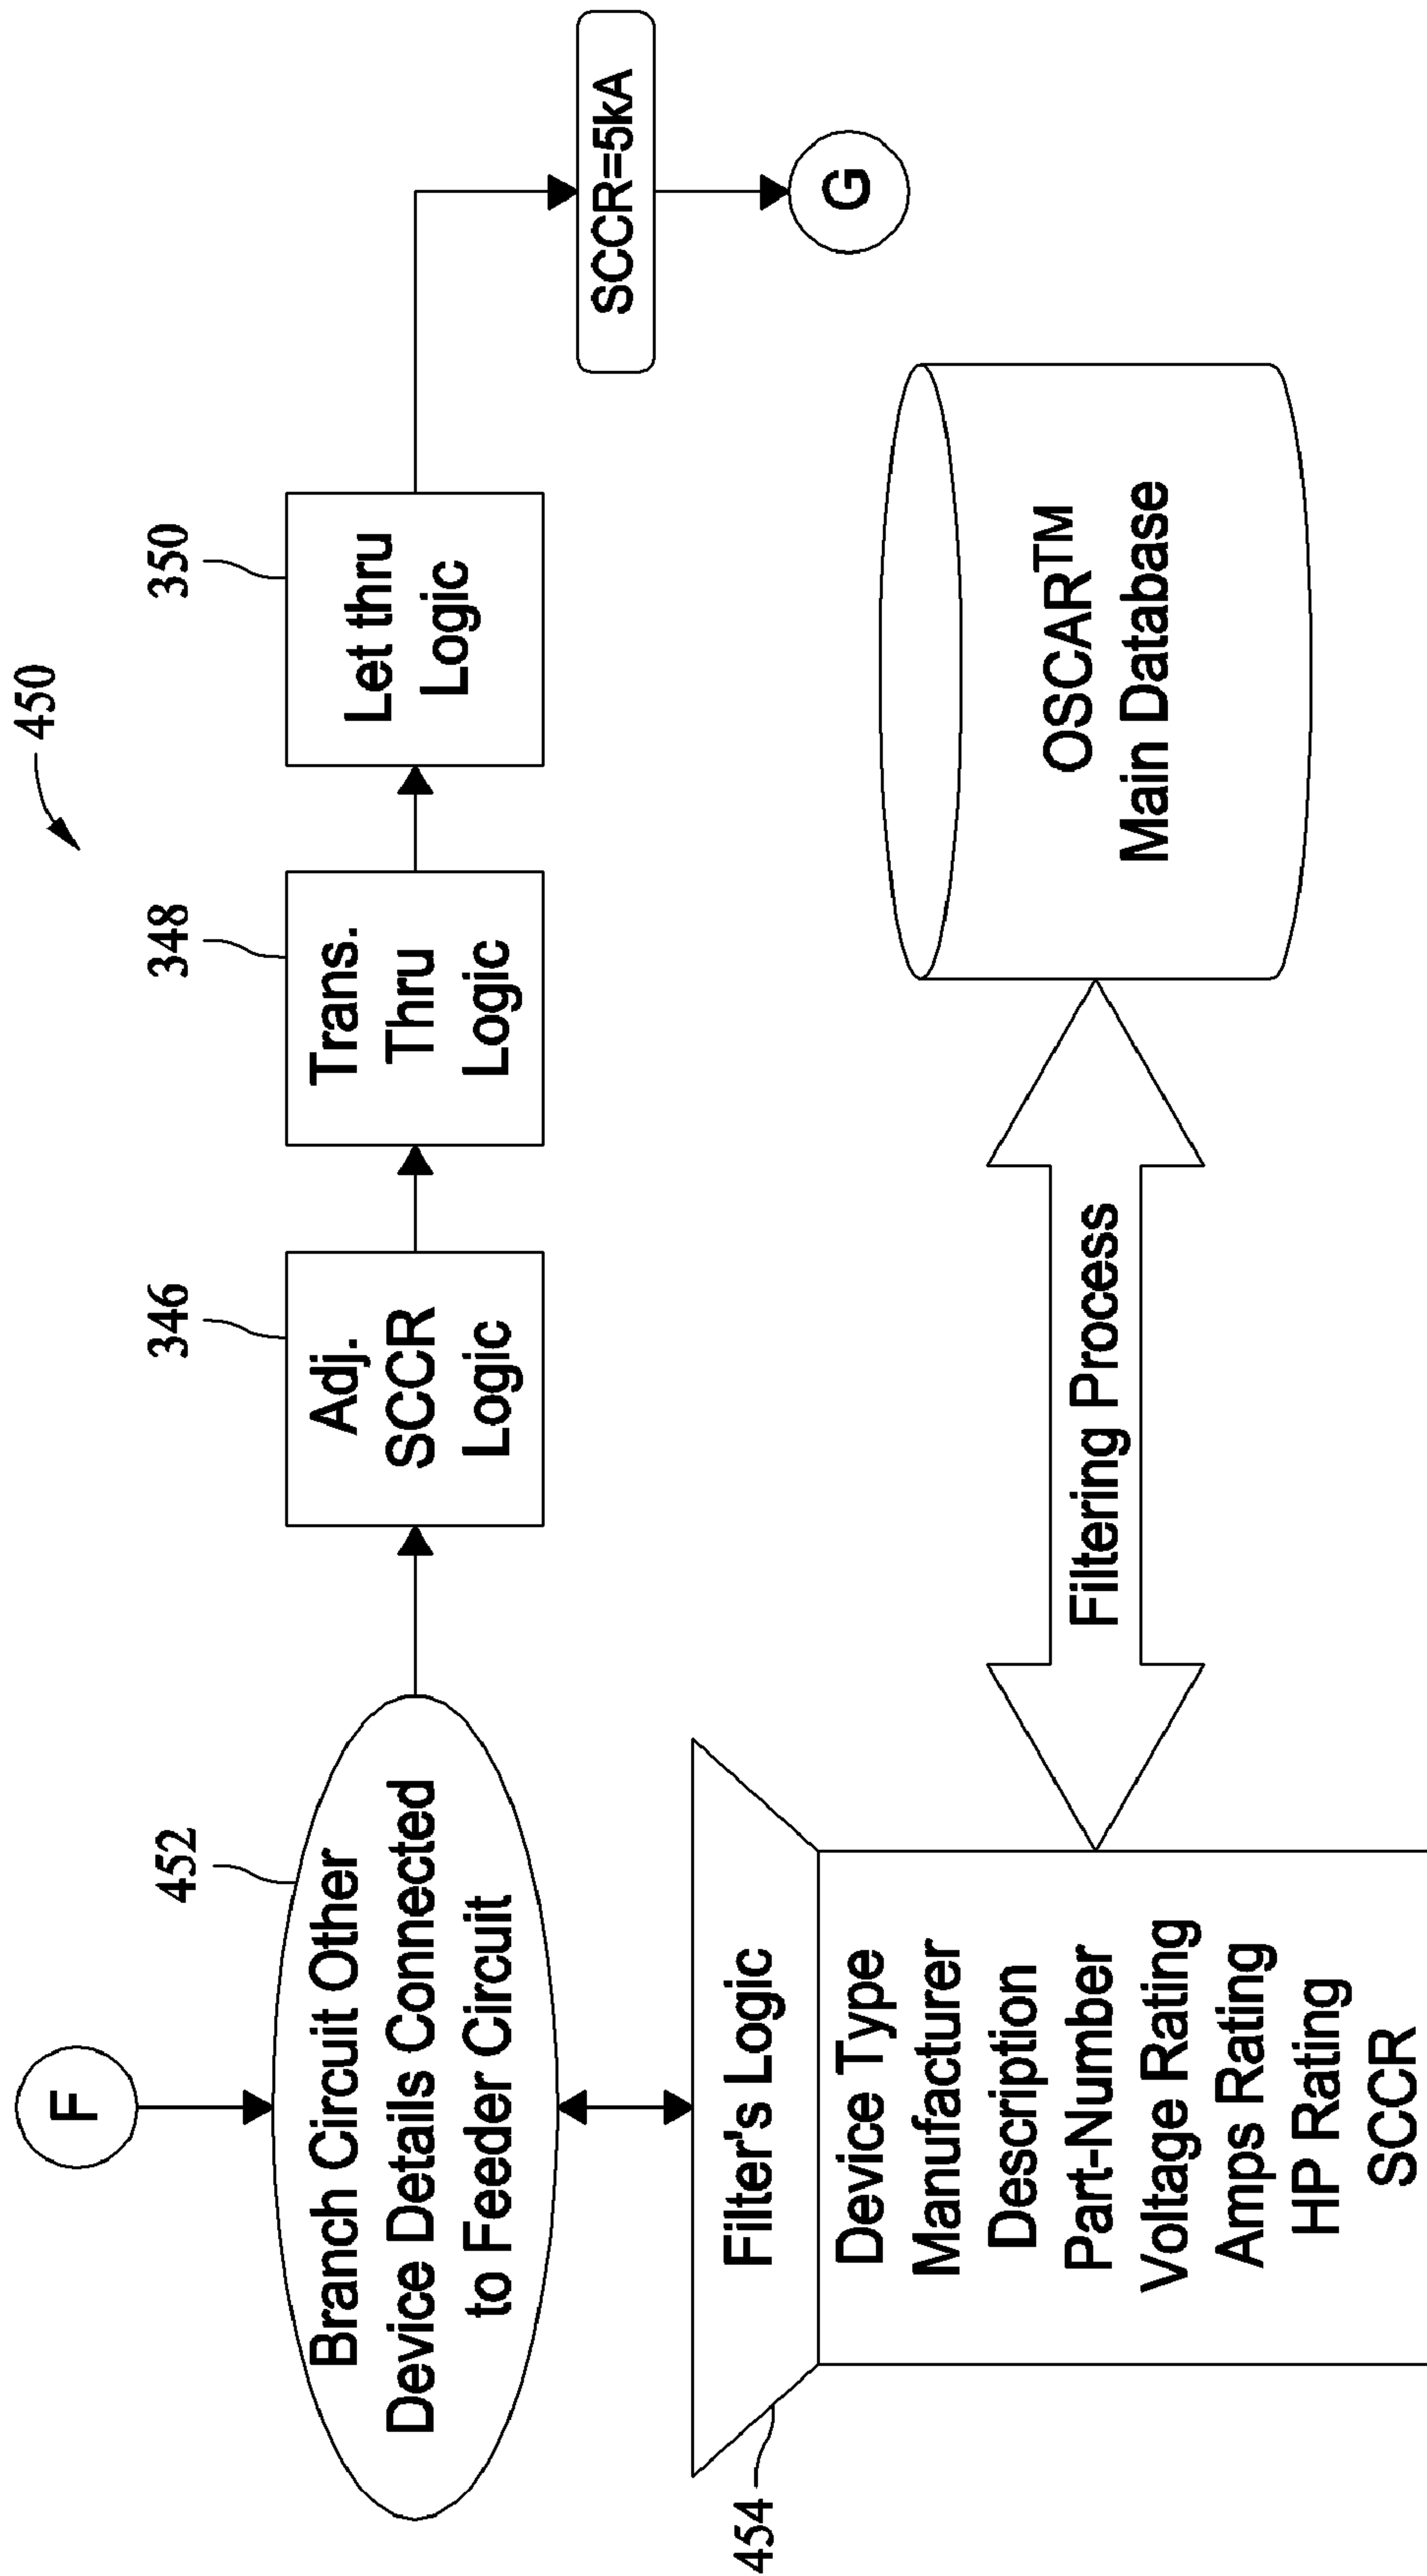 450
F
452
Branch Circuit Other
Device Details Connected
to Feeder Circuit
346
Adj.
SCCR
Logic
348
Trans.
Thru
Logic
350
Let thru
Logic
SCCR=5kA
G
454
Filter's Logic
Device Type
Manufacturer
Description
Part-Number
Voltage Rating
Amps Rating
HP Rating
SCCR
Filtering Process
OSCAR™
Main Database